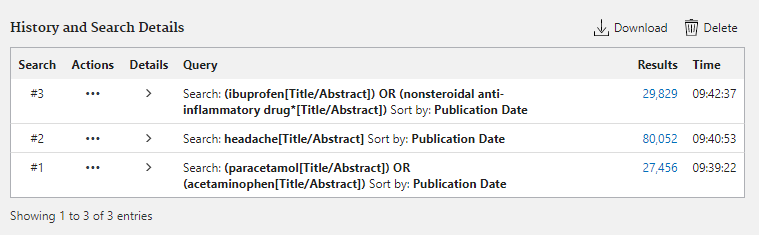 History and Search Details
Download Delete
Search Actions Details Query Results Time
#3 ••• > Search: (ibuprofen[Title/Abstract]) OR (nonsteroidal anti- 29,829 09:42:37
inflammatory drug*[Title/Abstract]) Sort by: Publication Date
#2 ••• > Search: headache[Title/Abstract] Sort by: Publication Date 80,052 09:40:53
#1 ••• > Search: (paracetamol[Title/Abstract]) OR 27,456 09:39:22
(acetaminophen[Title/Abstract]) Sort by: Publication Date
Showing 1 to 3 of 3 entries